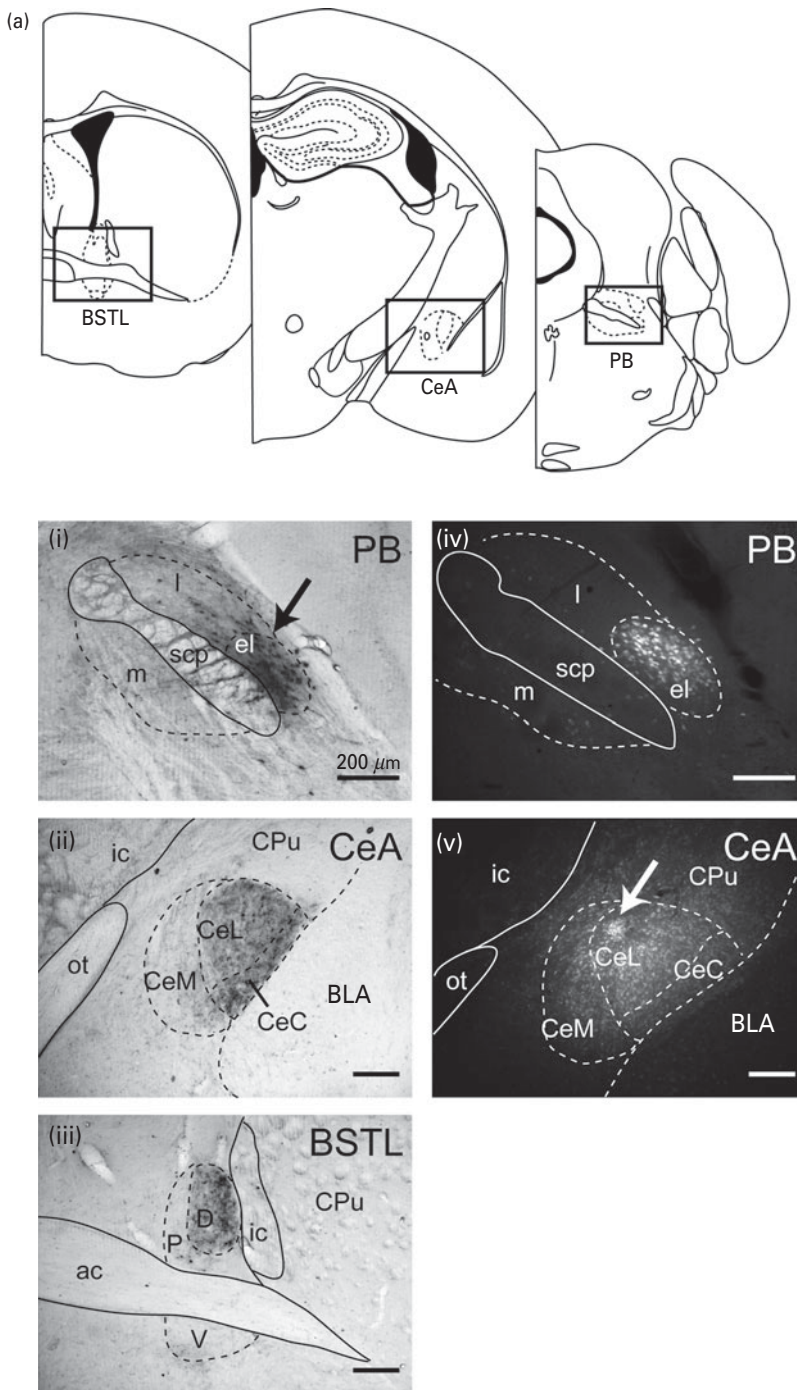 (a)
BSTL
CeA
PB
(i)
PB
l
el
scp
m
200 μm
(iv)
PB
l
scp
el
m
(ii)
ic
CPu
CeA
CeL
ot
CeM
BLA
CeC
(v)
CeA
ic
CPu
CeL
ot
CeC
CeM
BLA
(iii)
BSTL
CPu
D
P
ic
ac
V